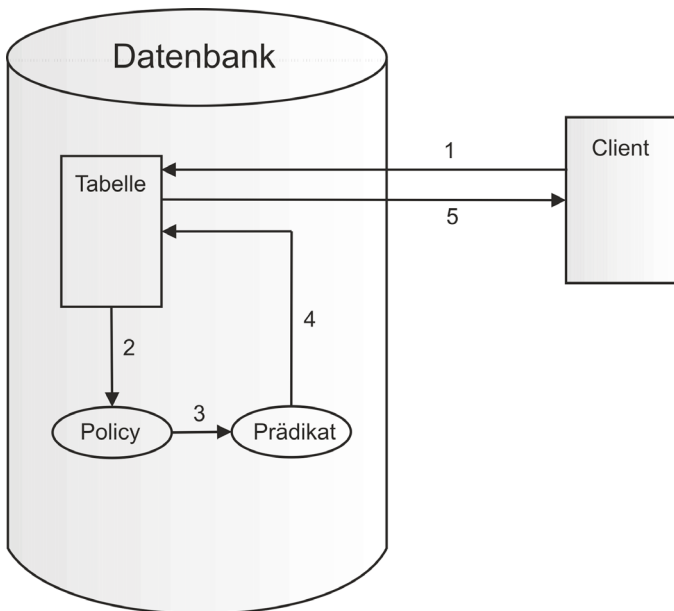 Datenbank
1
Client
Tabelle
5
4
2
3
Policy
Prädikat